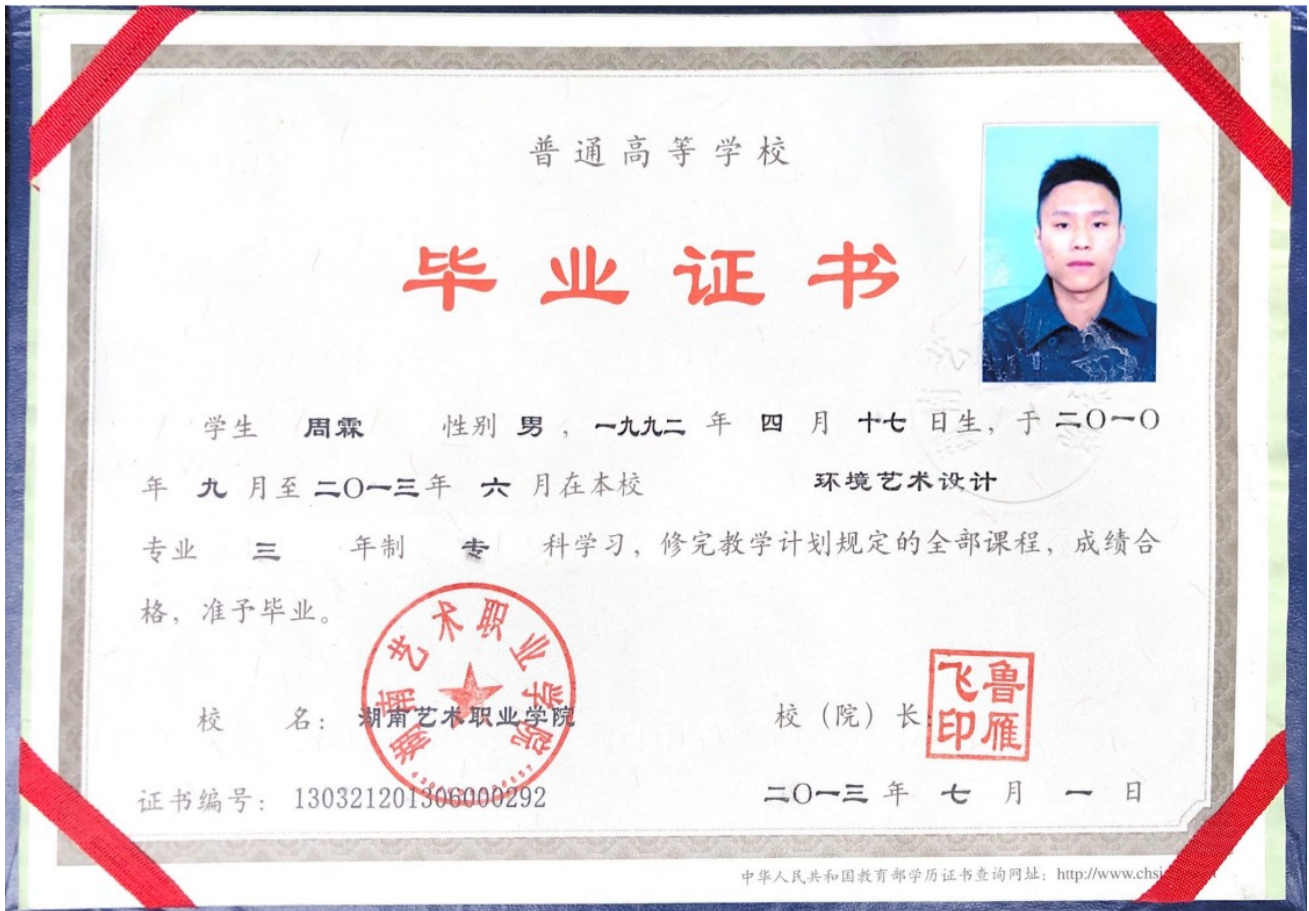 普通高等学校
毕业证书
学生 周霖 性别 男，一九九二 年 四 月 十七 日生，于 二〇一〇
年 九 月至 二〇一三 年 六 月在本校 环境艺术设计
专业 三 年制 专 科学习，修完教学计划规定的全部课程，成绩合
格，准予毕业。
湖南艺术职业学院
校 名： 湖南艺术职业学院 校（院）长：
鲁雁飞印
证书编号：130321201306000292 二〇一三 年 七 月 一 日
中华人民共和国教育部学历证书查询网址：http://www.chsi